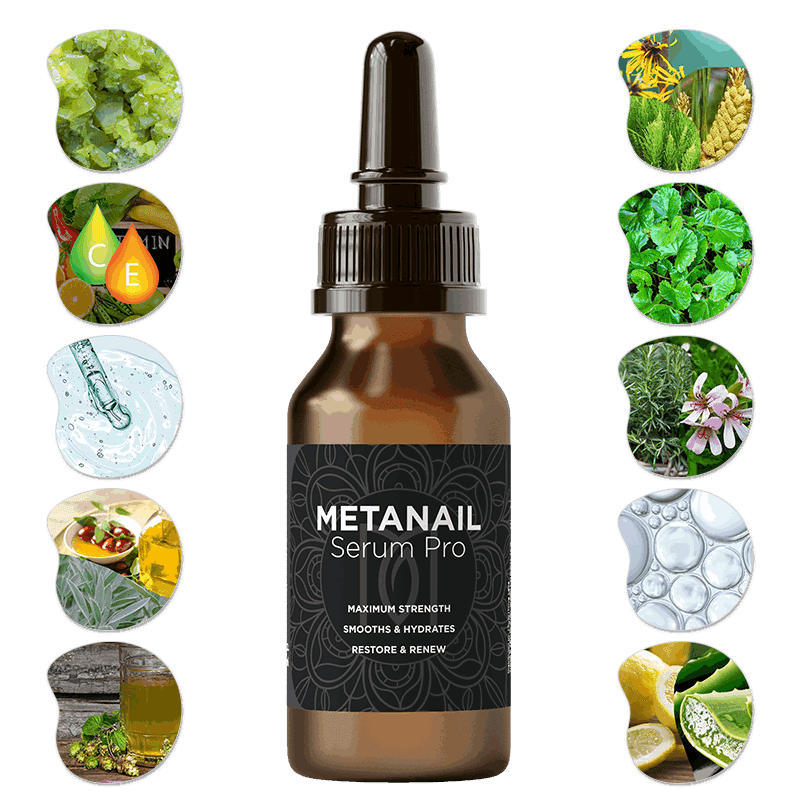 C
E
METANAIL
Serum Pro
MAXIMUM STRENGTH
SMOOTHS & HYDRATES
RESTORE & RENEW